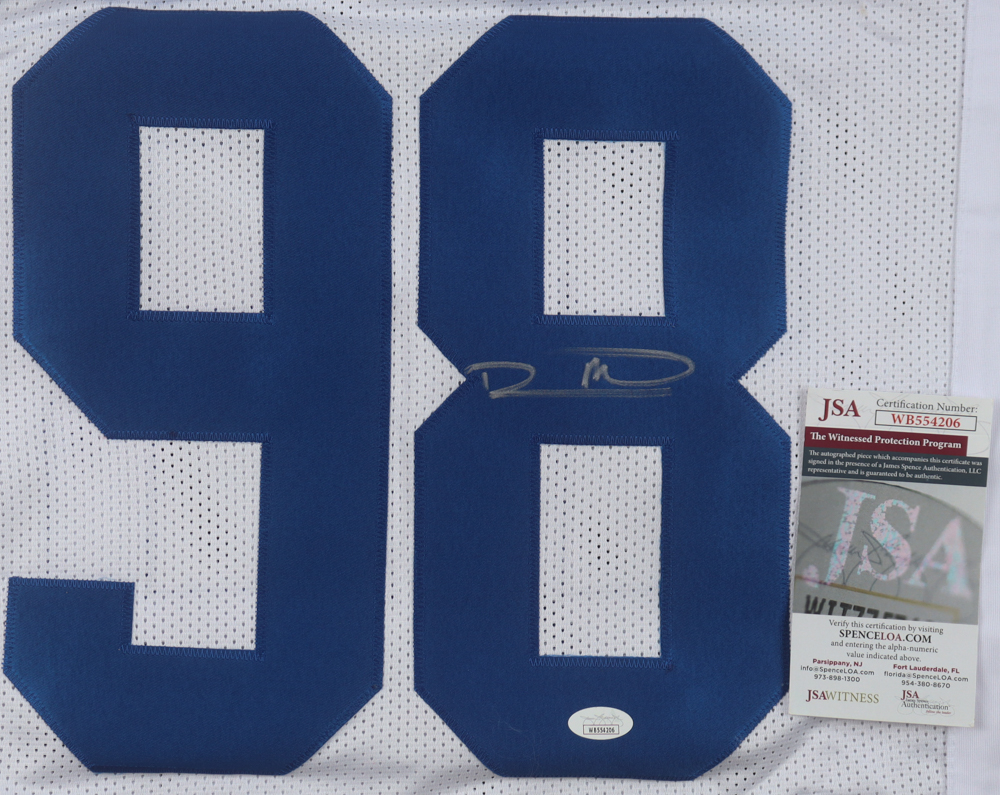 98
JSA
Certification Number:
WB554206
The Witnessed Protection Program
The autographed piece which accompanies this certificate was
signed in the presence of a James Spence Authentication, LLC
representative and is guaranteed to be authentic.
JSA
Verify this certification by visiting
SPENCELOA.COM
and entering the alpha-numeric
value indicated above.
Parsippany, NJ
info@SpenceLOA.com
973-898-1300
Fort Lauderdale, FL
florida@SpenceLOA.com
954-380-8670
JSAWITNESS
JSA
Authentication
WB554206